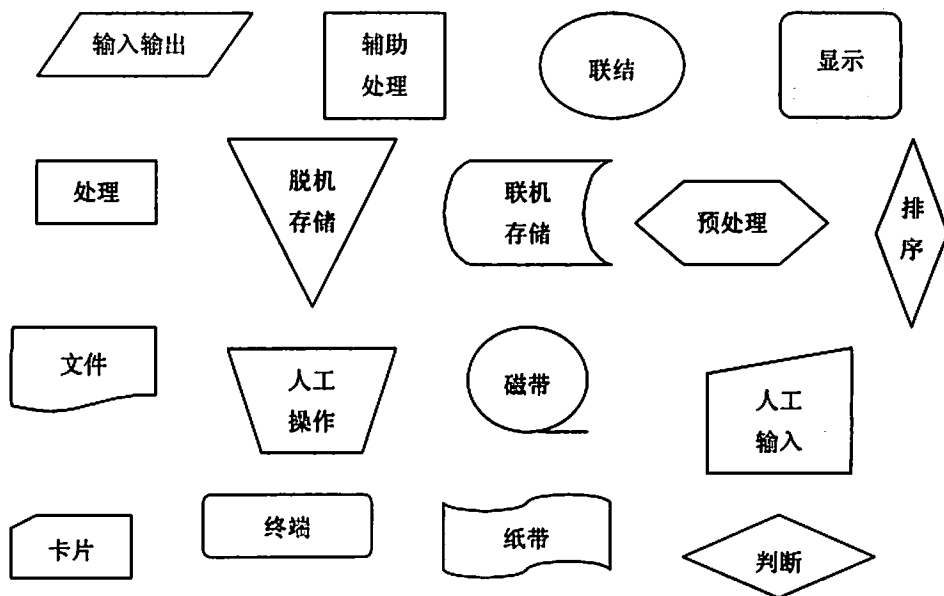 输入输出
辅助
处理
联结
显示
处理
脱机
存储
联机
存储
预处理
排
序
文件
人工
操作
磁带
人工
输入
卡片
终端
纸带
判断